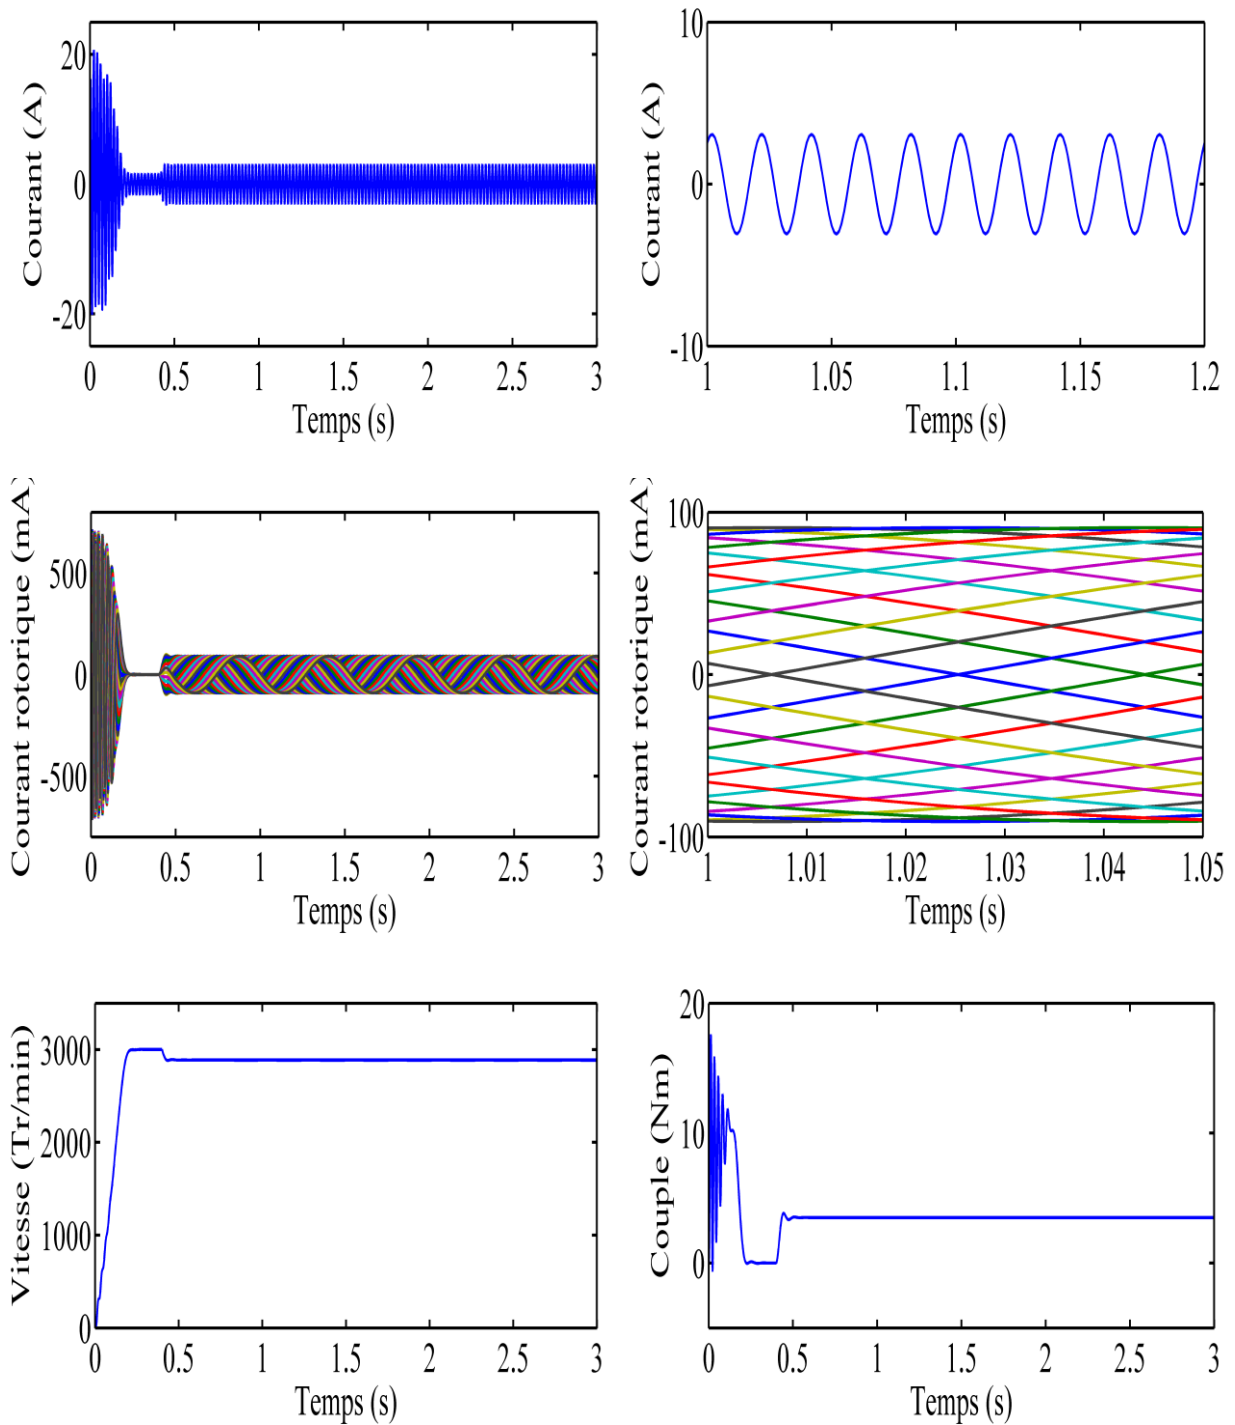 Courant (A)
20
0
-20
0 0.5 1 1.5 2 2.5 3
Temps (s)
Courant (A)
10
0
-10
1 1.05 1.1 1.15 1.2
Temps (s)
Courant rotorique (mA)
500
0
-500
0 0.5 1 1.5 2 2.5 3
Temps (s)
Courant rotorique (mA)
100
0
-100
1 1.01 1.02 1.03 1.04 1.05
Temps (s)
Vitesse (Tr/min)
3000
2000
1000
0
0 0.5 1 1.5 2 2.5 3
Temps (s)
Couple (Nm)
20
10
0
0 0.5 1 1.5 2 2.5 3
Temps (s)